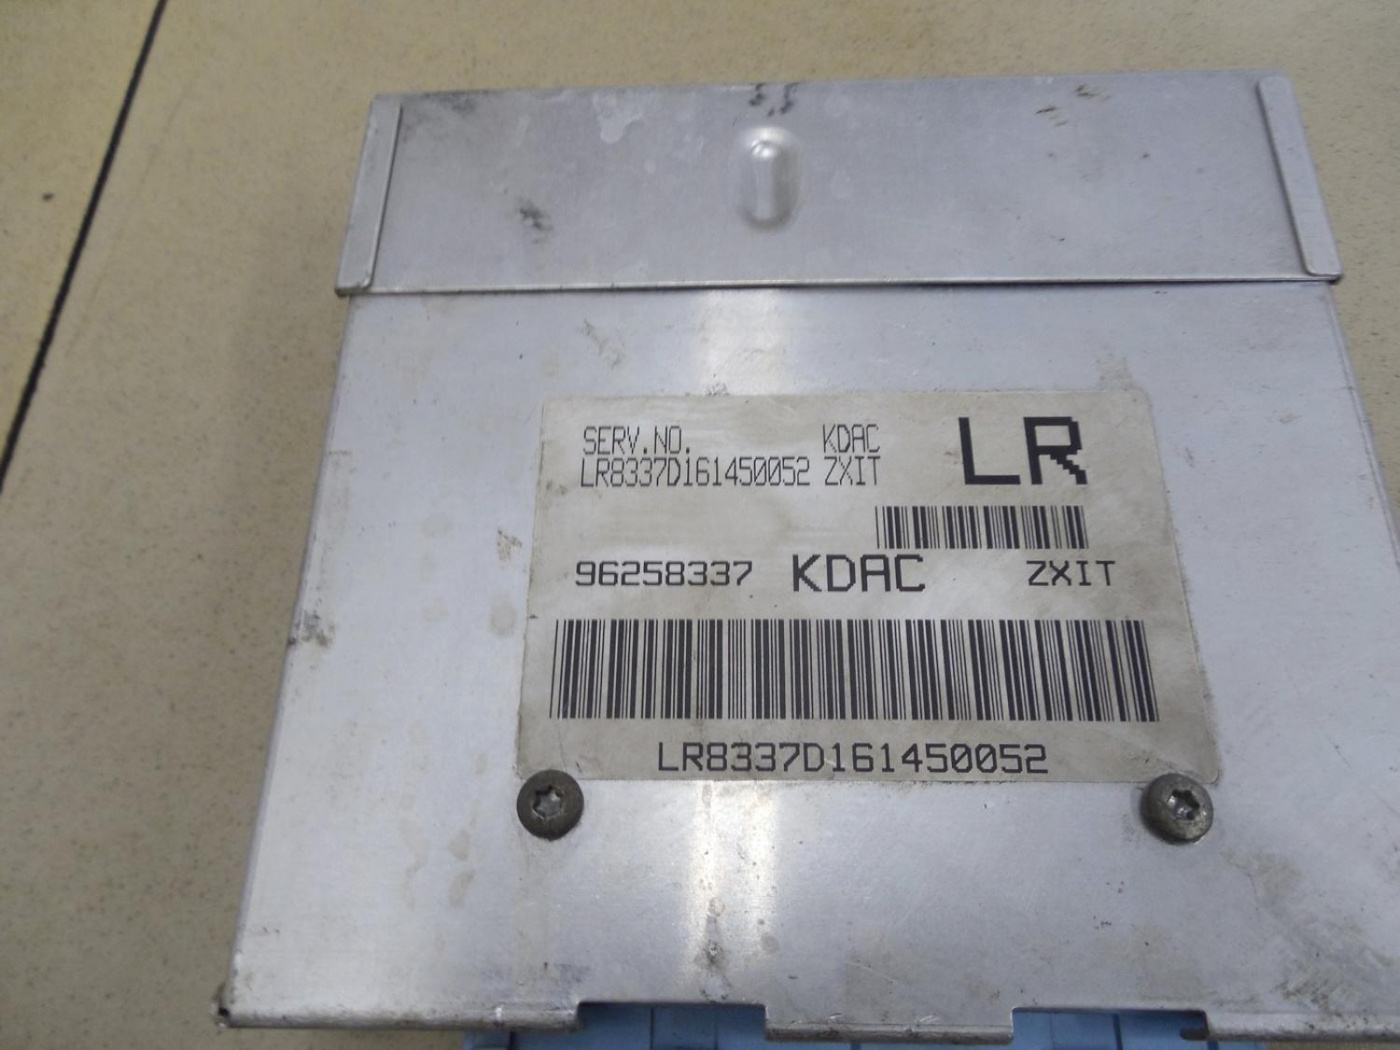 SERV.NO. KDAC LR
LR8337D161450052 ZXIT
96258337 KDAC ZXIT
LR8337D161450052